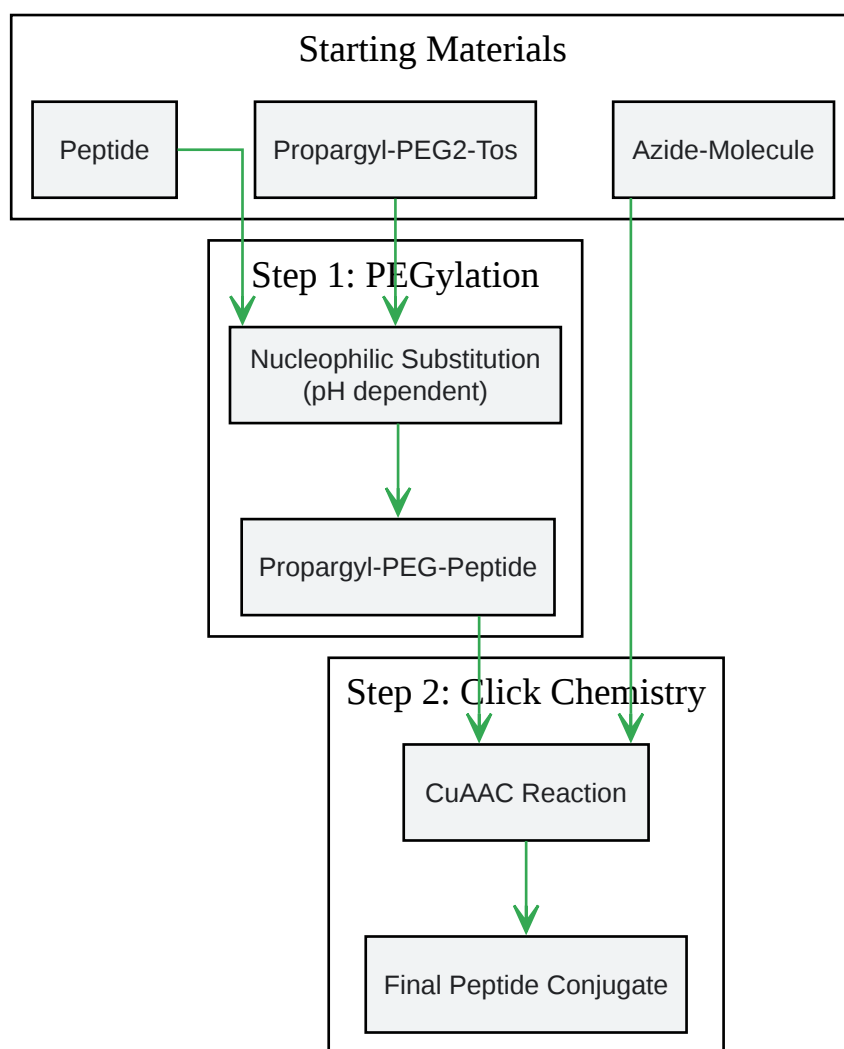 Starting Materials
Peptide
Propargyl-PEG2-Tos
Azide-Molecule
Step 1: PEGylation
Nucleophilic Substitution
(pH dependent)
Propargyl-PEG-Peptide
Step 2: Click Chemistry
CuAAC Reaction
Final Peptide Conjugate